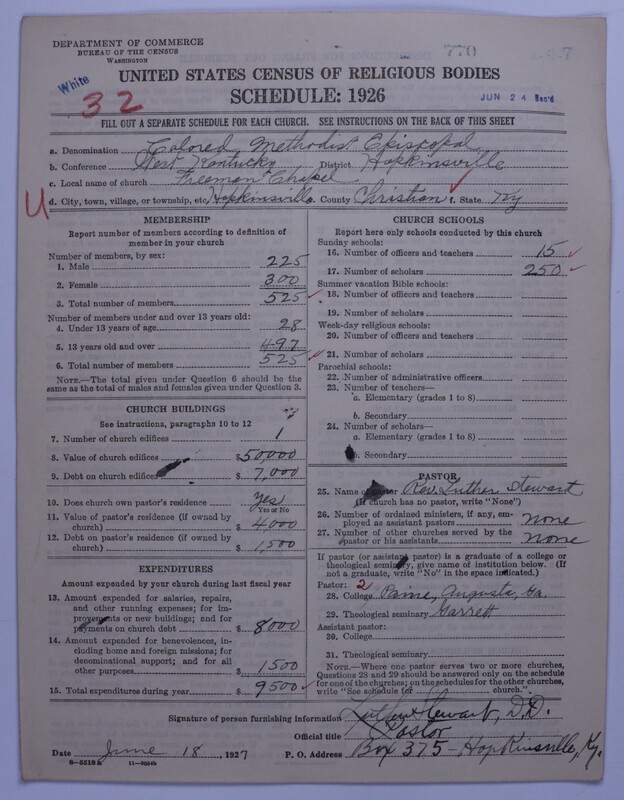 DEPARTMENT OF COMMERCE
BUREAU OF THE CENSUS
WASHINGTON
770
White
32
UNITED STATES CENSUS OF RELIGIOUS BODIES
SCHEDULE: 1926
JUN 24 Rec'd
FILL OUT A SEPARATE SCHEDULE FOR EACH CHURCH. SEE INSTRUCTIONS ON THE BACK OF THIS SHEET
a. Denomination Colored Methodist Episcopal
b. Conference West Kentucky District Hopkinsville
c. Local name of church Freeman Chapel
U
d. City, town, village, or township, etc. Hopkinsville e. County Christian f. State Ky
MEMBERSHIP
Report number of members according to definition of member in your church
Number of members, by sex:
1. Male 225
2. Female 300
3. Total number of members 525
Number of members under and over 13 years old:
4. Under 13 years of age 28
5. 13 years old and over 497
6. Total number of members 525
NOTE.—The total given under Question 6 should be the same as the total of males and females given under Question 3.
CHURCH BUILDINGS
See instructions, paragraphs 10 to 12
7. Number of church edifices 1
8. Value of church edifices $50,000
9. Debt on church edifices $7,000
10. Does church own pastor's residence Yes
Yes or No
11. Value of pastor's residence (if owned by church) $4000
12. Debt on pastor's residence (if owned by church) $1,500
EXPENDITURES
Amount expended by your church during last fiscal year
13. Amount expended for salaries, repairs, and other running expenses; for improvements or new buildings; and for payments on church debt $8000
14. Amount expended for benevolences, including home and foreign missions; for denominational support; and for all other purposes $1500
15. Total expenditures during year $9500
CHURCH SCHOOLS
Report here only schools conducted by this church
Sunday schools:
16. Number of officers and teachers 15
17. Number of scholars 250
Summer vacation Bible schools:
18. Number of officers and teachers
19. Number of scholars
Week-day religious schools:
20. Number of officers and teachers
21. Number of scholars
Parochial schools:
22. Number of administrative officers
23. Number of teachers—
a. Elementary (grades 1 to 8)
b. Secondary
24. Number of scholars—
a. Elementary (grades 1 to 8)
b. Secondary
PASTOR
25. Name of pastor Rev. Luther Stewart
(If church has no pastor, write "None")
26. Number of ordained ministers, if any, employed as assistant pastors none
27. Number of other churches served by the pastor or his assistants none
If pastor (or assistant pastor) is a graduate of a college or theological seminary, give name of institution below. (If not a graduate, write "No" in the space indicated.)
Pastor: 2
28. College Paine, Augusta, Ga.
29. Theological seminary Garrett
Assistant pastor:
30. College
31. Theological seminary
NOTE.—Where one pastor serves two or more churches, Questions 28 and 29 should be answered only on the schedule for one of the churches; on the schedules for the other churches, write "See schedule for church."
Signature of person furnishing information Luther Stewart, D.D.
Official title Pastor
Date June 18, 1927 P. O. Address Box 375 - Hopkinsville, Ky.